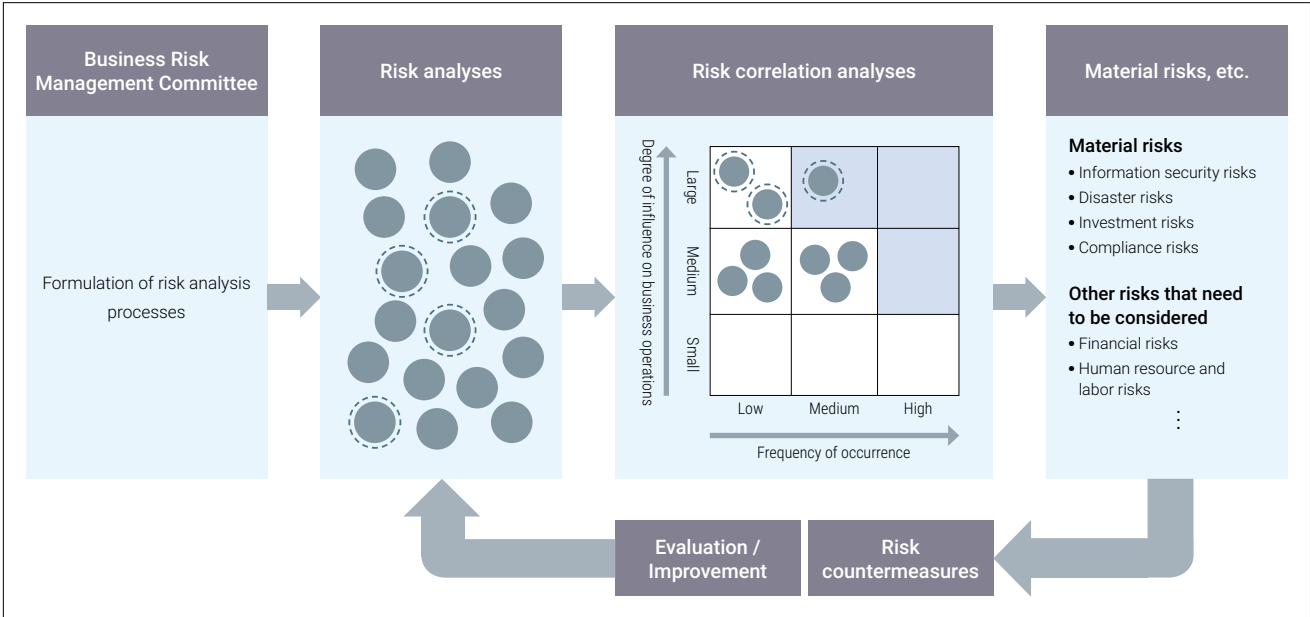 Business Risk
Management Committee
Formulation of risk analysis
processes
Risk analyses
Risk correlation analyses
Degree of influence on business operations
Large
Medium
Small
Low
Medium
High
Frequency of occurrence
Material risks, etc.
Material risks
• Information security risks
• Disaster risks
• Investment risks
• Compliance risks
Other risks that need
to be considered
• Financial risks
• Human resource and
labor risks
⋮
Evaluation /
Improvement
Risk
countermeasures